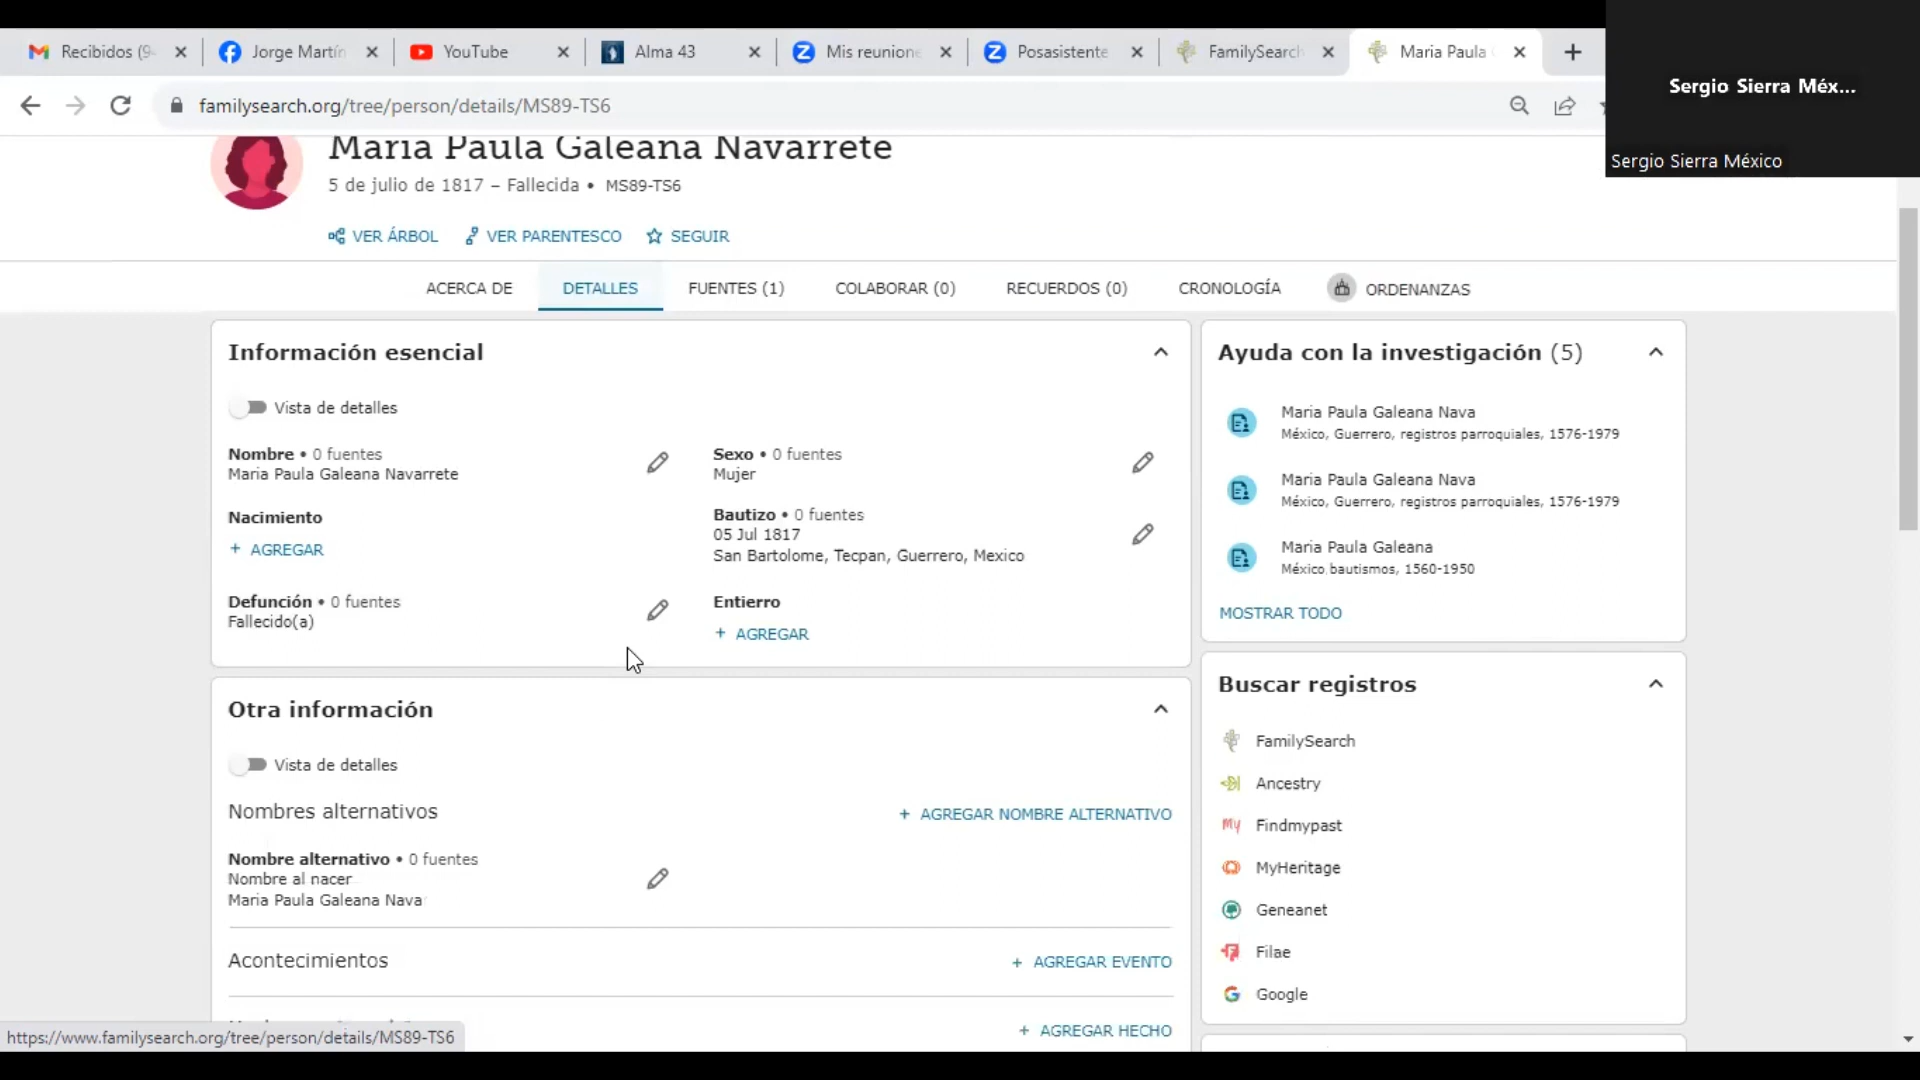 Recibidos (9
Jorge Martín
YouTube
Alma 43
Mis reunione
Posasistente
FamilySearch
Maria Paula
familysearch.org/tree/person/details/MS89-TS6
Sergio Sierra Méx...
Sergio Sierra México
Maria Paula Galeana Navarrete
5 de julio de 1817 – Fallecida • MS89-TS6
VER ÁRBOL
VER PARENTESCO
SEGUIR
ACERCA DE
DETALLES
FUENTES (1)
COLABORAR (0)
RECUERDOS (0)
CRONOLOGÍA
ORDENANZAS
Información esencial
Vista de detalles
Nombre • 0 fuentes
Maria Paula Galeana Navarrete
Sexo • 0 fuentes
Mujer
Nacimiento
+ AGREGAR
Bautizo • 0 fuentes
05 Jul 1817
San Bartolome, Tecpan, Guerrero, Mexico
Defunción • 0 fuentes
Fallecido(a)
Entierro
+ AGREGAR
Otra información
Vista de detalles
Nombres alternativos
+ AGREGAR NOMBRE ALTERNATIVO
Nombre alternativo • 0 fuentes
Nombre al nacer
Maria Paula Galeana Nava
Acontecimientos
+ AGREGAR EVENTO
+ AGREGAR HECHO
Ayuda con la investigación (5)
Maria Paula Galeana Nava
México, Guerrero, registros parroquiales, 1576-1979
Maria Paula Galeana Nava
México, Guerrero, registros parroquiales, 1576-1979
Maria Paula Galeana
México, bautismos, 1560-1950
MOSTRAR TODO
Buscar registros
FamilySearch
Ancestry
Findmypast
MyHeritage
Geneanet
Filae
Google
https://www.familysearch.org/tree/person/details/MS89-TS6